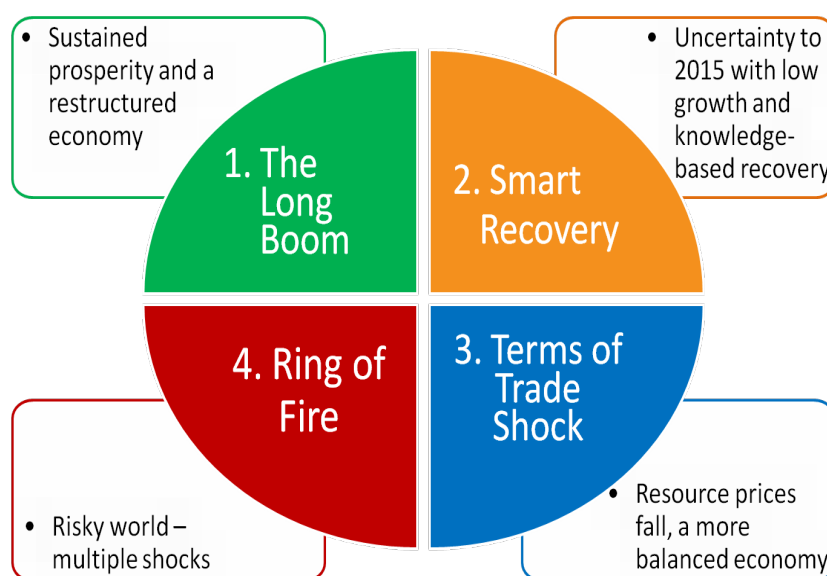 • Sustained
prosperity and a
restructured
economy
1. The
Long
Boom
2. Smart
Recovery
• Uncertainty to
2015 with low
growth and
knowledge-
based recovery
4. Ring of
Fire
3. Terms of
Trade
Shock
• Risky world –
multiple shocks
• Resource prices
fall, a more
balanced economy